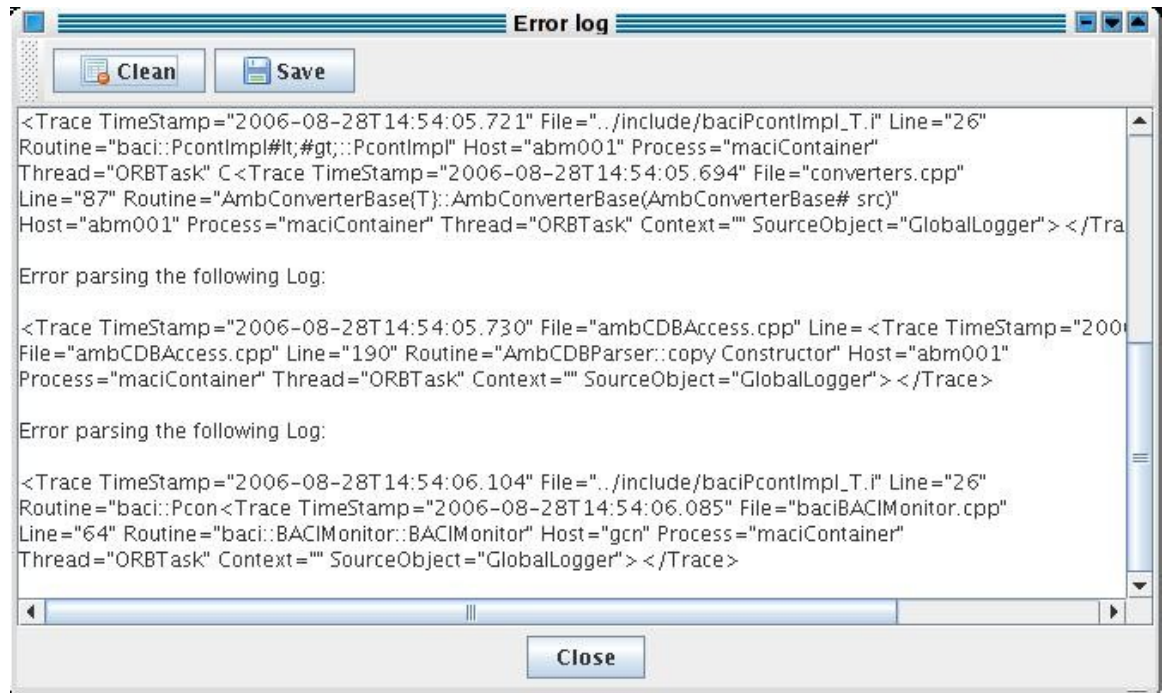 Error log
Clean
Save
<Trace TimeStamp="2006-08-28T14:54:05.721" File="../include/baciPcontImpl_T.i" Line="26"
Routine="baci::PcontImpl#lt;#gt;::PcontImpl" Host="abm001" Process="maciContainer"
Thread="ORBTask" C<Trace TimeStamp="2006-08-28T14:54:05.694" File="converters.cpp"
Line="87" Routine="AmbConverterBase{T}::AmbConverterBase(AmbConverterBase# src)"
Host="abm001" Process="maciContainer" Thread="ORBTask" Context="" SourceObject="GlobalLogger"></Tra
Error parsing the following Log:
<Trace TimeStamp="2006-08-28T14:54:05.730" File="ambCDBAccess.cpp" Line=<Trace TimeStamp="200
File="ambCDBAccess.cpp" Line="190" Routine="AmbCDBParser::copy Constructor" Host="abm001"
Process="maciContainer" Thread="ORBTask" Context="" SourceObject="GlobalLogger"></Trace>
Error parsing the following Log:
<Trace TimeStamp="2006-08-28T14:54:06.104" File="../include/baciPcontImpl_T.i" Line="26"
Routine="baci::Pcon<Trace TimeStamp="2006-08-28T14:54:06.085" File="baciBACIMonitor.cpp"
Line="64" Routine="baci::BACIMonitor::BACIMonitor" Host="gcn" Process="maciContainer"
Thread="ORBTask" Context="" SourceObject="GlobalLogger"></Trace>
Close